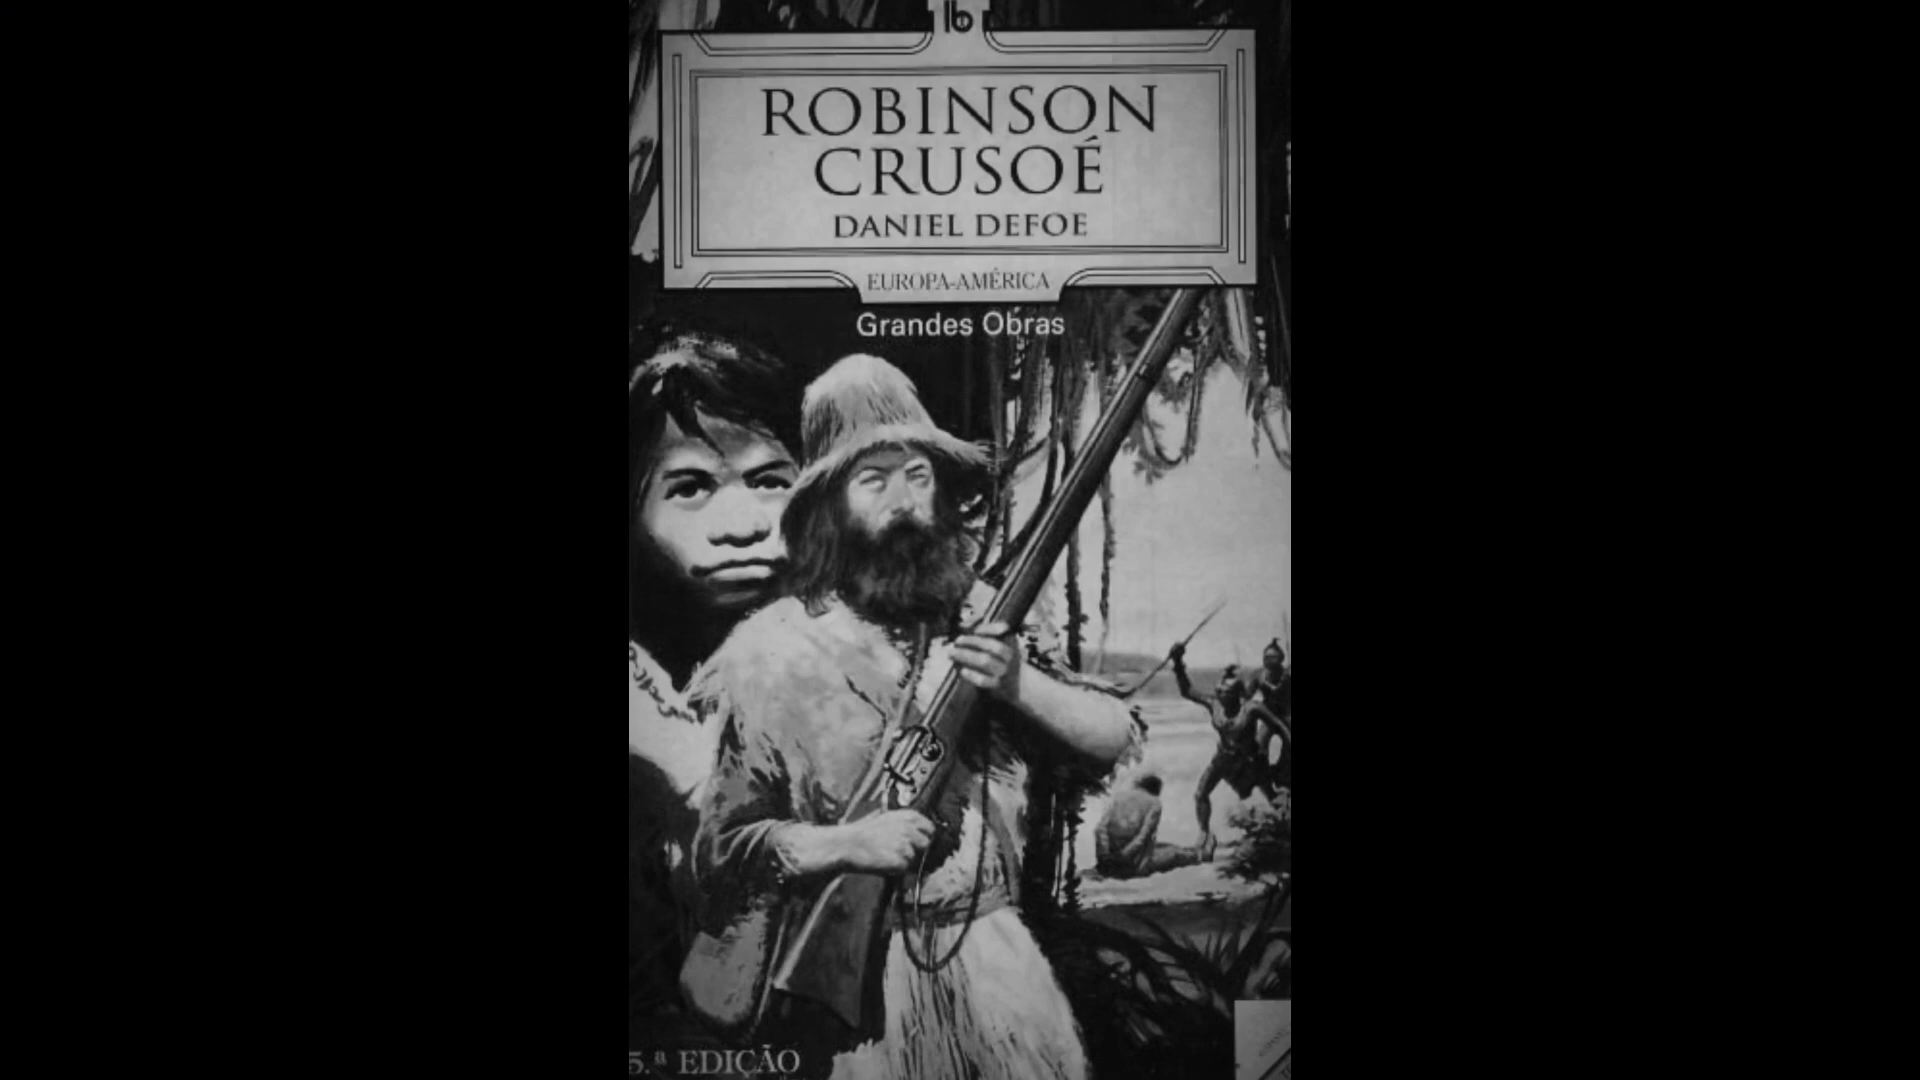 lb
ROBINSON
CRUSOÉ
DANIEL DEFOE
EUROPA-AMÉRICA
Grandes Obras
5.ª EDIÇÃO